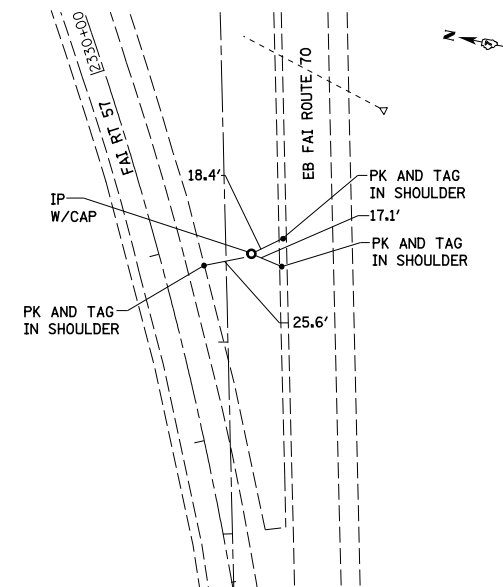 2330+00
FAI RT 57
EB FAI ROUTE 70
N
18.4'
PK AND TAG
IN SHOULDER
IP
W/CAP
17.1'
PK AND TAG
IN SHOULDER
PK AND TAG
IN SHOULDER
25.6'